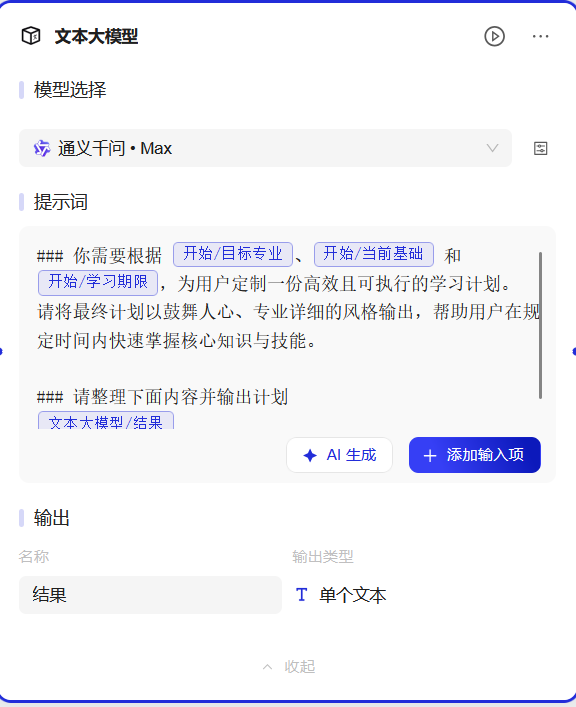 文本大模型
模型选择
通义千问 • Max
提示词
### 你需要根据 开始/目标专业 、 开始/当前基础 和
开始/学习期限 ，为用户定制一份高效且可执行的学习计划。
请将最终计划以鼓舞人心、专业详细的风格输出，帮助用户在规
定时间内快速掌握核心知识与技能。
### 请整理下面内容并输出计划
文本大模型/结果
AI 生成
添加输入项
输出
名称 输出类型
结果 T 单个文本
收起